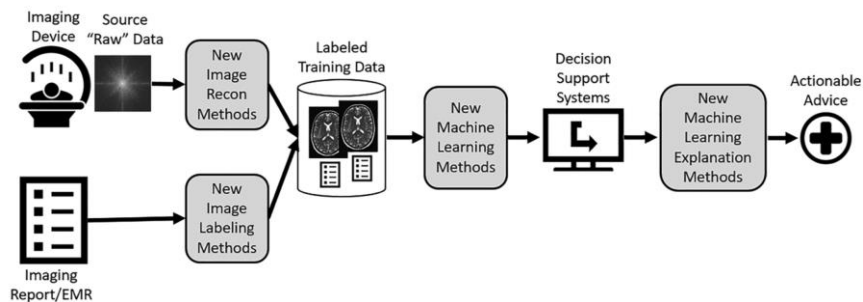 Imaging
Device
Source
“Raw” Data
New
Image
Recon
Methods
Labeled
Training Data
New
Machine
Learning
Methods
Decision
Support
Systems
New
Machine
Learning
Explanation
Methods
Actionable
Advice
New
Image
Labeling
Methods
Imaging
Report/EMR